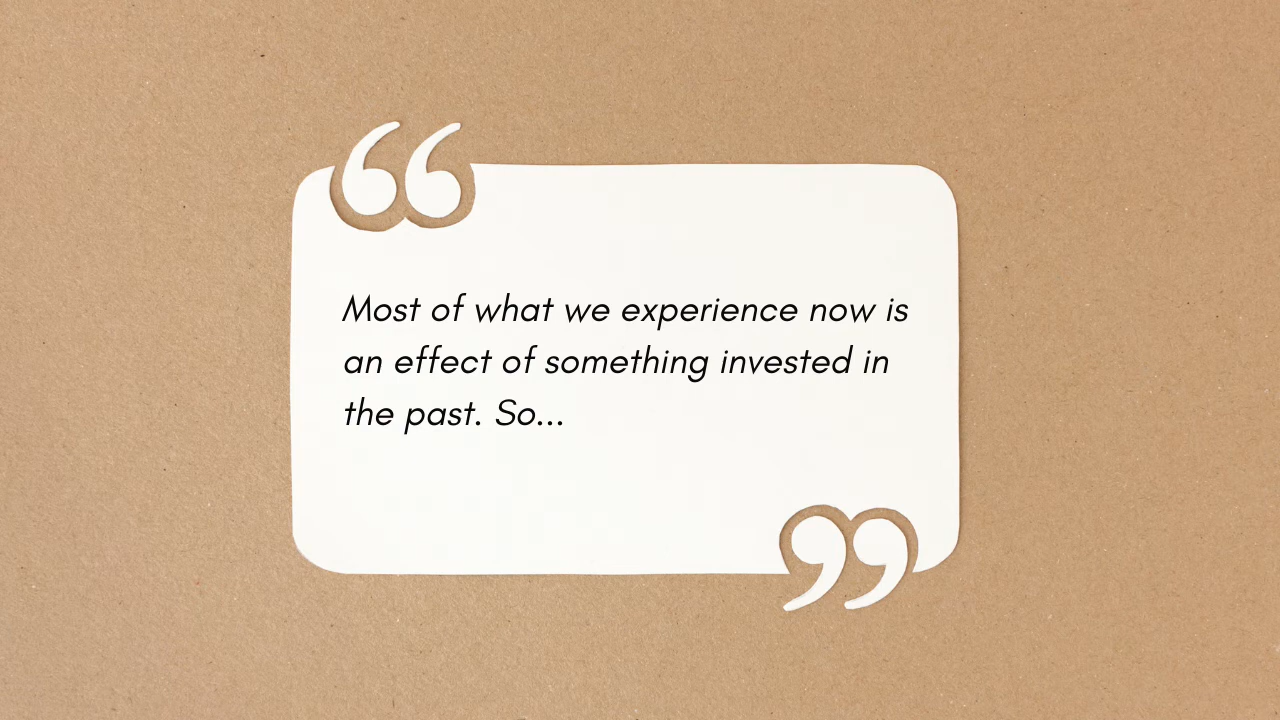 Most of what we experience now is
an effect of something invested in
the past. So...